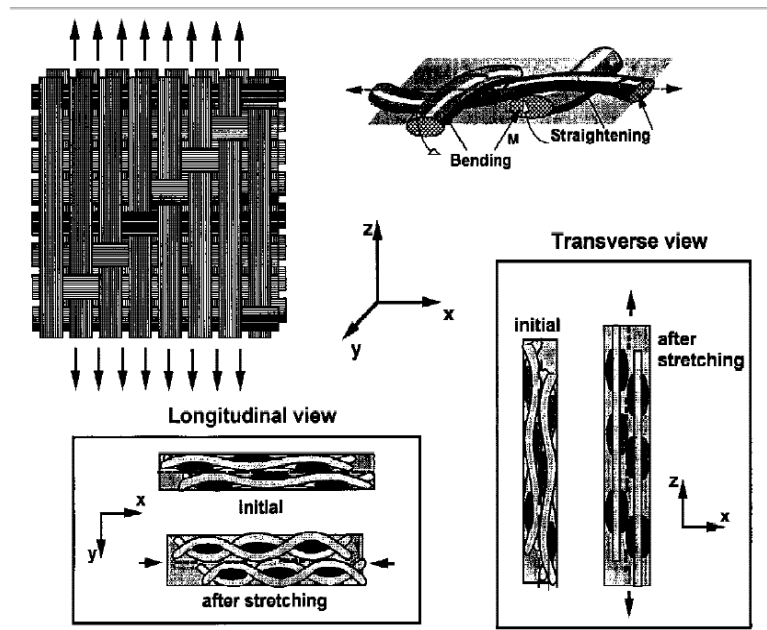 Bending
M
Straightening
z
x
y
Transverse view
initial
after
stretching
z
x
Longitudinal view
x
y
initial
after stretching